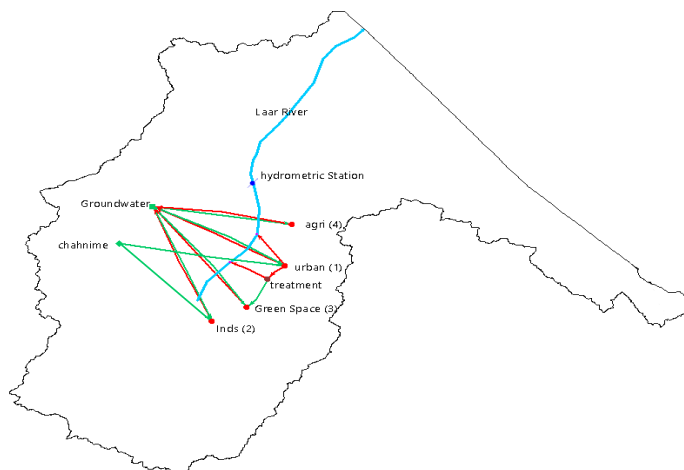 Laar River
hydrometric Station
Groundwater
agri (4)
chahnime
urban (1)
treatment
Green Space (3)
Inds (2)